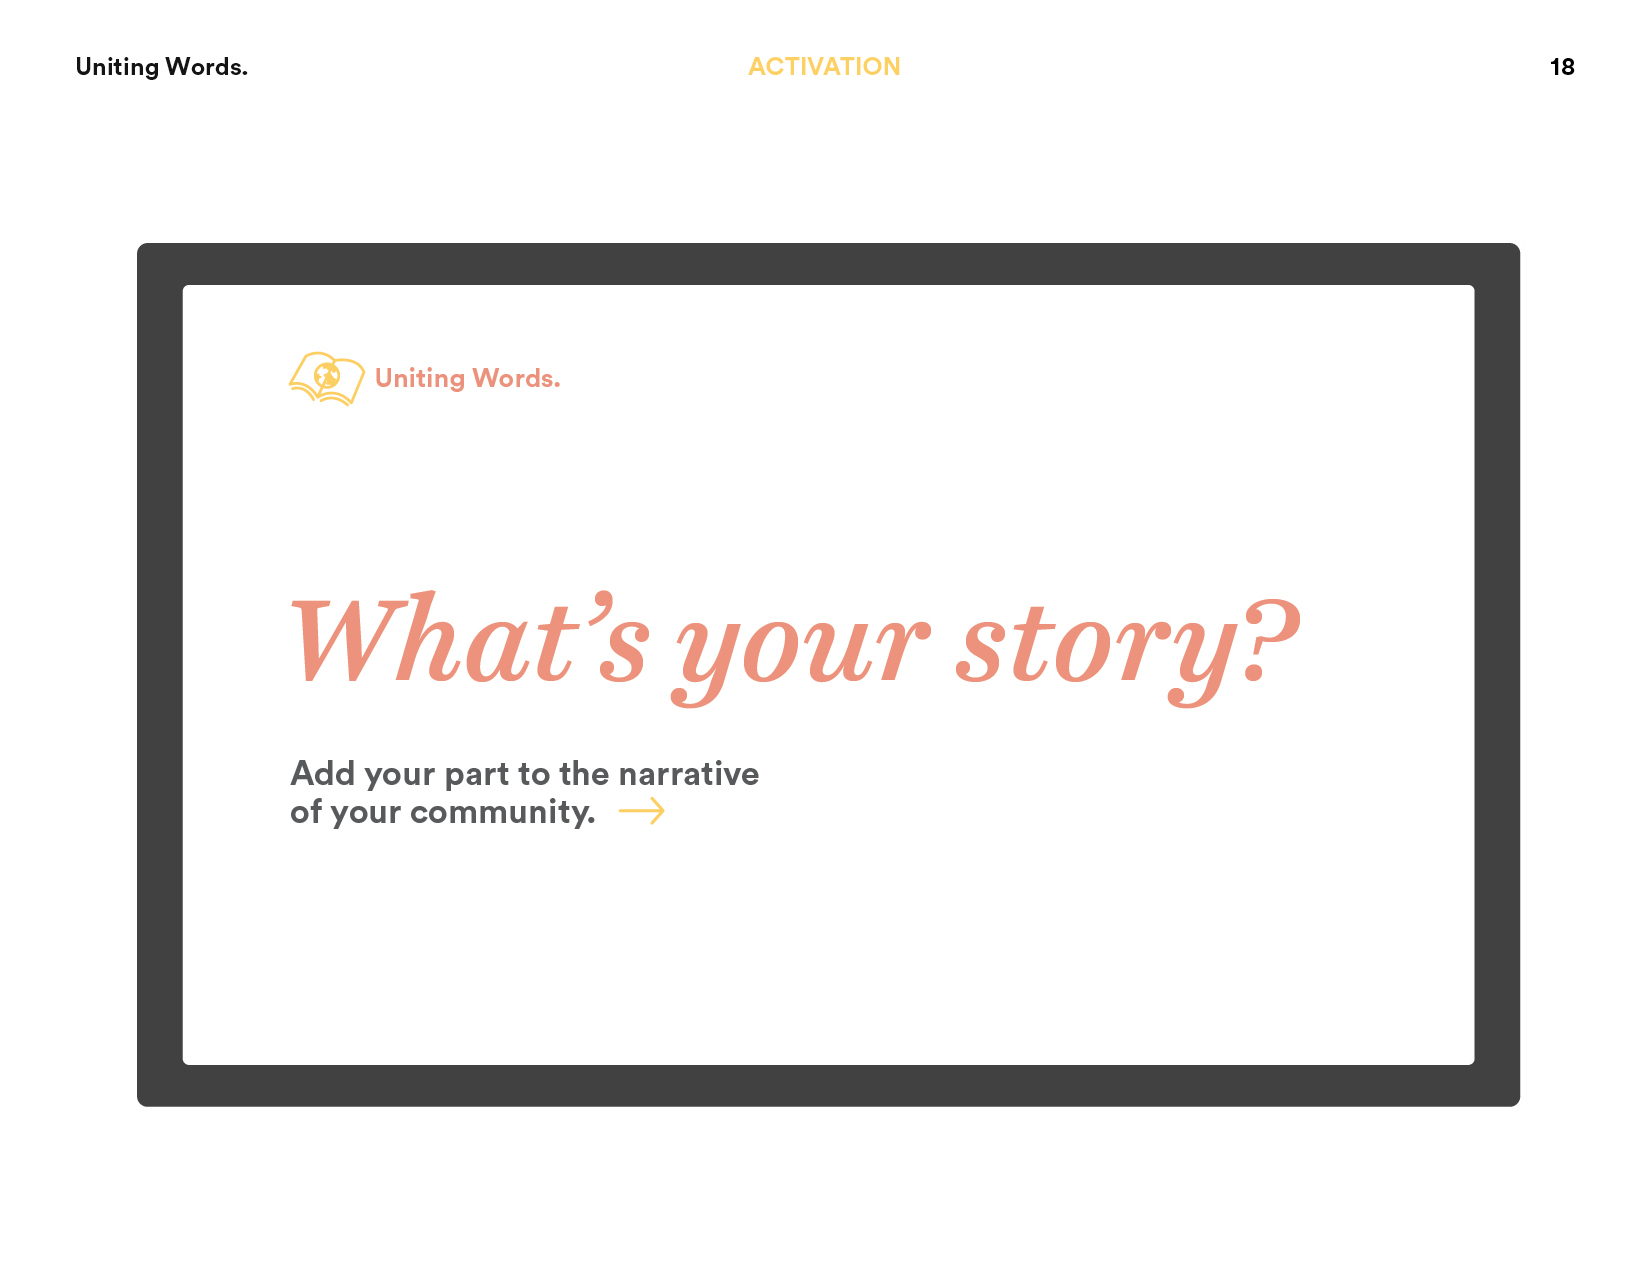 Uniting Words.
ACTIVATION
18
Uniting Words.
What’s your story?
Add your part to the narrative
of your community. →